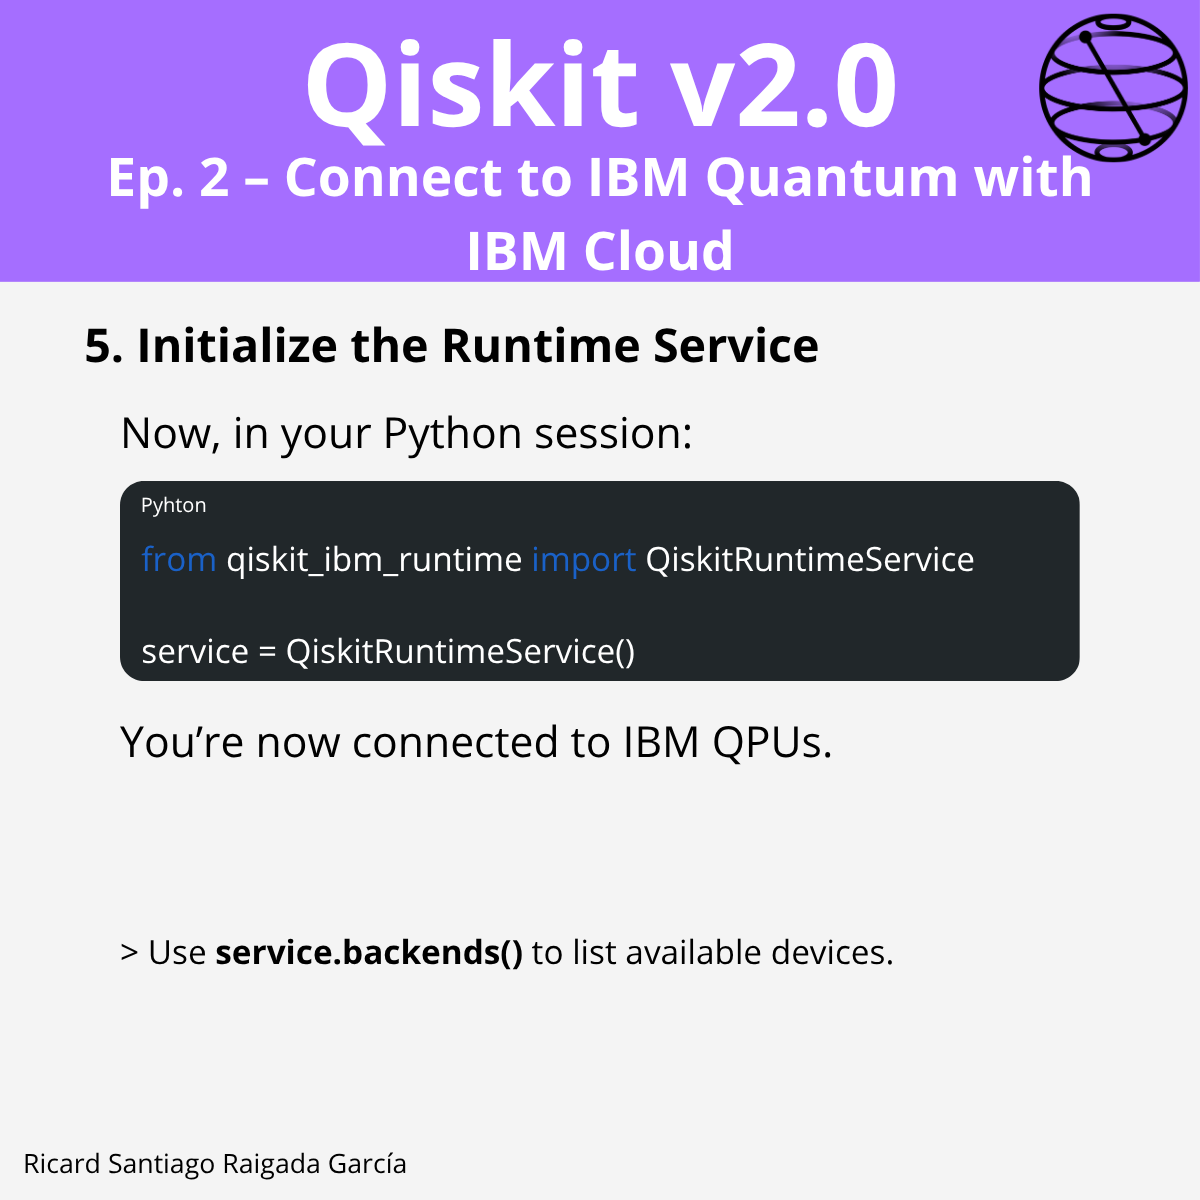 Qiskit v2.0
Ep. 2 – Connect to IBM Quantum with
IBM Cloud
5. Initialize the Runtime Service
Now, in your Python session:
Pyhton
from qiskit_ibm_runtime import QiskitRuntimeService
service = QiskitRuntimeService()
You’re now connected to IBM QPUs.
> Use service.backends() to list available devices.
Ricard Santiago Raigada García